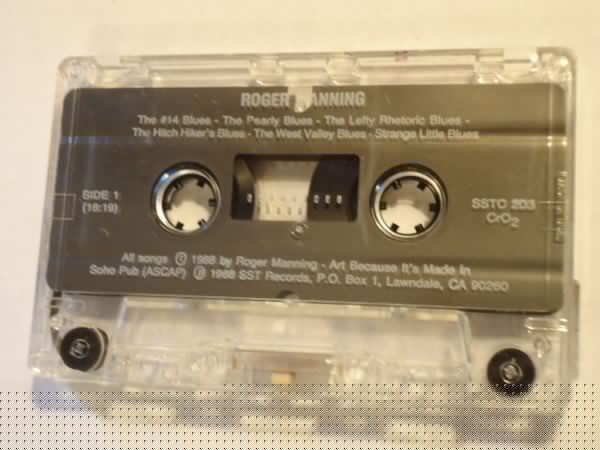 ROGER MANNING
The #14 Blues - The Pearly Blues - The Lefty Rhetoric Blues -
The Hitch Hiker's Blues - The West Valley Blues - Strange Little Blues
SIDE 1
(18:19)
SSTC 203
CrO2
All songs Ⓒ 1988 by Roger Manning - Art Because It's Made In
Soho Pub (ASCAP) Ⓟ 1988 SST Records, P.O. Box 1, Lawndale, CA 90260